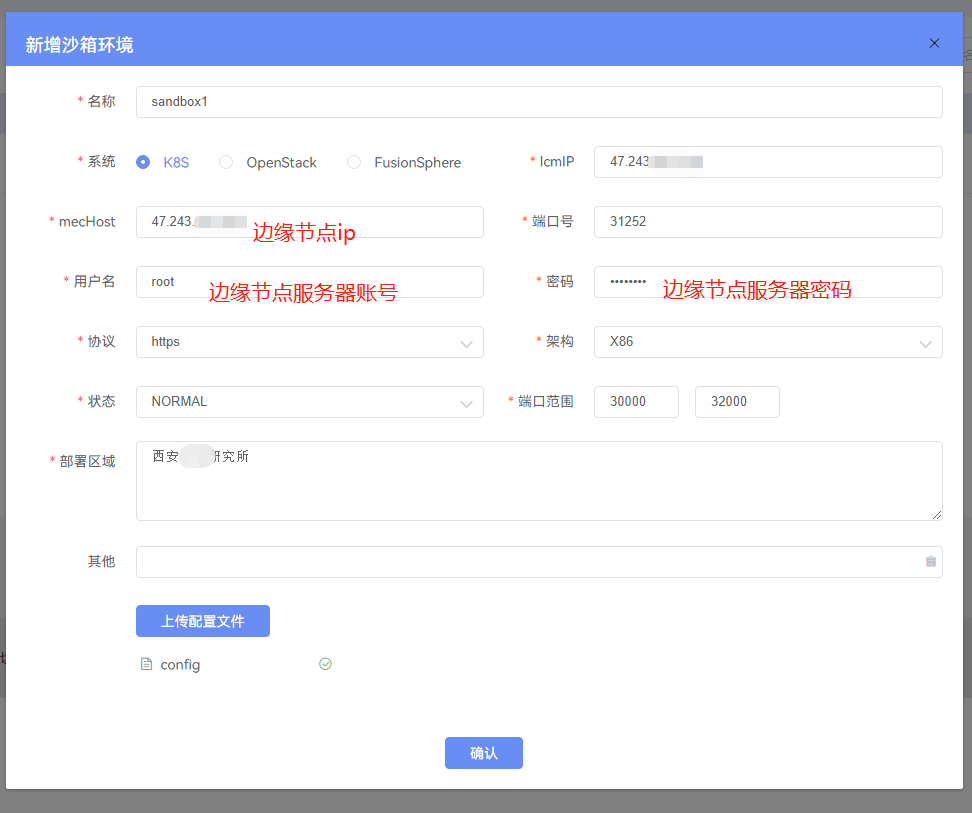 新增沙箱环境
* 名称 sandbox1
* 系统 K8S OpenStack FusionSphere * lcmIP 47.243
* mecHost 47.243. 边缘节点ip * 端口号 31252
* 用户名 root 边缘节点服务器账号 * 密码 •••••••• 边缘节点服务器密码
* 协议 https * 架构 X86
* 状态 NORMAL * 端口范围 30000 32000
* 部署区域 西安 研究所
其他
上传配置文件
config
确认